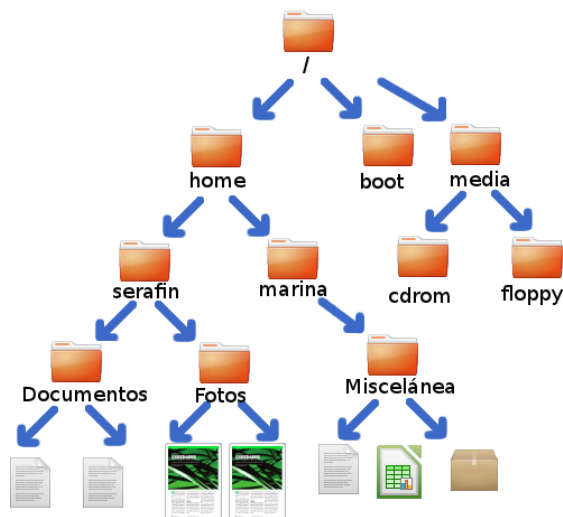 /
home
boot
media
serafin
marina
cdrom
floppy
Documentos
Fotos
Miscelánea